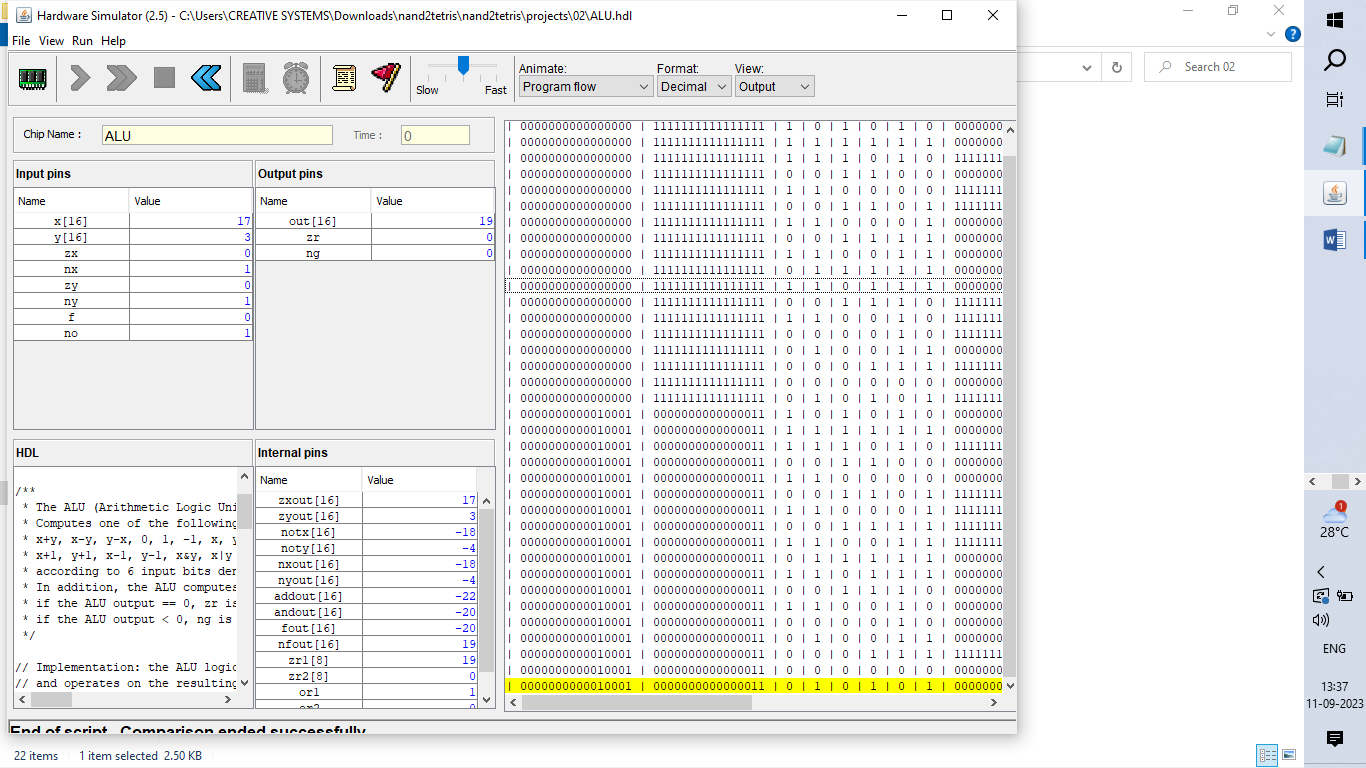 Hardware Simulator (2.5) - C:\Users\CREATIVE SYSTEMS\Downloads\nand2tetris\nand2tetris\projects\02\ALU.hdl
File View Run Help
Slow Fast
Animate: Format: View:
Program flow Decimal Output
Search 02
Chip Name : ALU Time : 0
Input pins
Name Value
x[16] 17
y[16] 3
zx 0
nx 1
zy 0
ny 1
f 0
no 1
Output pins
Name Value
out[16] 19
zr 0
ng 0
HDL
/**
* The ALU (Arithmetic Logic Uni
* Computes one of the following
* x+y, x-y, y-x, 0, 1, -1, x, y
* x+1, y+1, x-1, y-1, x&y, x|y
* according to 6 input bits den
* In addition, the ALU computes
* if the ALU output == 0, zr is
* if the ALU output < 0, ng is
*/
// Implementation: the ALU logic
// and operates on the resulting
Internal pins
Name Value
zxout[16] 17
zyout[16] 3
notx[16] -18
noty[16] -4
nxout[16] -18
nyout[16] -4
addout[16] -22
andout[16] -20
fout[16] -20
nfout[16] 19
zr1[8] 19
zr2[8] 0
or1 1
or2 0
| 0000000000000000 | 1111111111111111 | 1 | 0 | 1 | 0 | 1 | 0 | 0000000
| 0000000000000000 | 1111111111111111 | 1 | 1 | 1 | 1 | 1 | 1 | 0000000
| 0000000000000000 | 1111111111111111 | 1 | 1 | 1 | 0 | 1 | 0 | 1111111
| 0000000000000000 | 1111111111111111 | 0 | 0 | 1 | 1 | 0 | 0 | 0000000
| 0000000000000000 | 1111111111111111 | 1 | 1 | 0 | 0 | 0 | 0 | 1111111
| 0000000000000000 | 1111111111111111 | 0 | 0 | 1 | 1 | 0 | 1 | 1111111
| 0000000000000000 | 1111111111111111 | 1 | 1 | 0 | 0 | 0 | 1 | 0000000
| 0000000000000000 | 1111111111111111 | 0 | 0 | 1 | 1 | 1 | 1 | 0000000
| 0000000000000000 | 1111111111111111 | 1 | 1 | 0 | 0 | 1 | 1 | 0000000
| 0000000000000000 | 1111111111111111 | 0 | 1 | 1 | 1 | 1 | 1 | 0000000
| 0000000000000000 | 1111111111111111 | 1 | 1 | 0 | 1 | 1 | 1 | 0000000
| 0000000000000000 | 1111111111111111 | 0 | 0 | 1 | 1 | 1 | 0 | 1111111
| 0000000000000000 | 1111111111111111 | 1 | 1 | 0 | 0 | 1 | 0 | 1111111
| 0000000000000000 | 1111111111111111 | 0 | 0 | 0 | 0 | 1 | 0 | 1111111
| 0000000000000000 | 1111111111111111 | 0 | 1 | 0 | 0 | 1 | 1 | 0000000
| 0000000000000000 | 1111111111111111 | 0 | 0 | 0 | 1 | 1 | 1 | 1111111
| 0000000000000000 | 1111111111111111 | 0 | 0 | 0 | 0 | 0 | 0 | 0000000
| 0000000000000000 | 1111111111111111 | 0 | 1 | 0 | 1 | 0 | 1 | 1111111
| 0000000000010001 | 0000000000000011 | 1 | 0 | 1 | 0 | 1 | 0 | 0000000
| 0000000000010001 | 0000000000000011 | 1 | 1 | 1 | 1 | 1 | 1 | 0000000
| 0000000000010001 | 0000000000000011 | 1 | 1 | 1 | 0 | 1 | 0 | 1111111
| 0000000000010001 | 0000000000000011 | 0 | 0 | 1 | 1 | 0 | 0 | 0000000
| 0000000000010001 | 0000000000000011 | 1 | 1 | 0 | 0 | 0 | 0 | 0000000
| 0000000000010001 | 0000000000000011 | 0 | 0 | 1 | 1 | 0 | 1 | 1111111
| 0000000000010001 | 0000000000000011 | 1 | 1 | 0 | 0 | 0 | 1 | 1111111
| 0000000000010001 | 0000000000000011 | 0 | 0 | 1 | 1 | 1 | 1 | 1111111
| 0000000000010001 | 0000000000000011 | 1 | 1 | 0 | 0 | 1 | 1 | 1111111
| 0000000000010001 | 0000000000000011 | 0 | 1 | 1 | 1 | 1 | 1 | 0000000
| 0000000000010001 | 0000000000000011 | 1 | 1 | 0 | 1 | 1 | 1 | 0000000
| 0000000000010001 | 0000000000000011 | 0 | 0 | 1 | 1 | 1 | 0 | 0000000
| 0000000000010001 | 0000000000000011 | 1 | 1 | 0 | 0 | 1 | 0 | 0000000
| 0000000000010001 | 0000000000000011 | 0 | 0 | 0 | 0 | 1 | 0 | 0000000
| 0000000000010001 | 0000000000000011 | 0 | 1 | 0 | 0 | 1 | 1 | 0000000
| 0000000000010001 | 0000000000000011 | 0 | 0 | 0 | 1 | 1 | 1 | 1111111
| 0000000000010001 | 0000000000000011 | 0 | 0 | 0 | 0 | 0 | 0 | 0000000
| 0000000000010001 | 0000000000000011 | 0 | 1 | 0 | 1 | 0 | 1 | 0000000
End of script - Comparison ended successfully
22 items 1 item selected 2.50 KB
1
28°C
ENG
13:37
11-09-2023